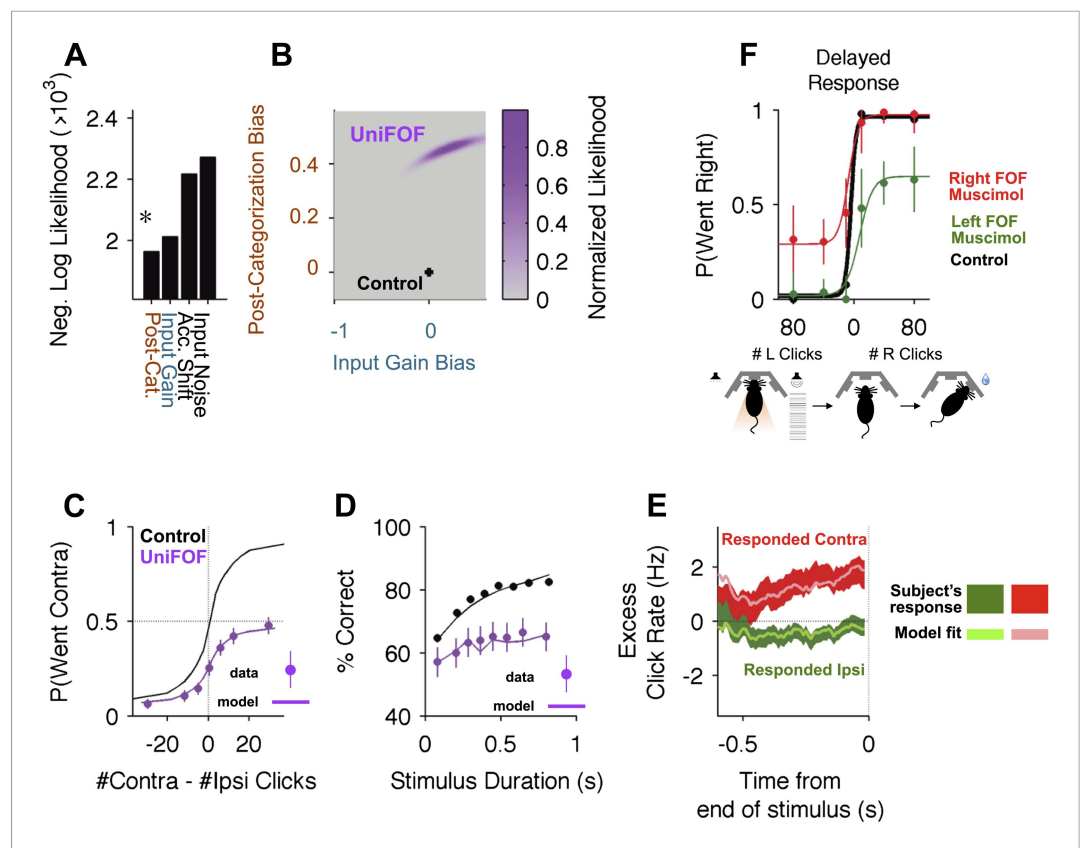 A
Neg. Log Likelihood ( ›10³)
2.4
2.2
2
*
Post-Cat.
Input Gain
Acc. Shift
Input Noise
B
Post-Categorization Bias
0.4
0.2
0
UniFOF
Control
-1
0
Input Gain Bias
0.8
0.6
0.4
0.2
0
Normalized Likelihood
F
Delayed
Response
P(Went Right)
1
0.5
0
80
0
80
# L Clicks
# R Clicks
Right FOF
Muscimol
Left FOF
Muscimol
Control
C
P(Went Contra)
1
0.5
0
Control
UniFOF
data
model
-20
0
20
#Contra - #Ipsi Clicks
D
% Correct
100
80
60
40
data
model
0
0.5
1
Stimulus Duration (s)
E
Excess
Click Rate (Hz)
2
0
-2
Responded Contra
Responded Ipsi
-0.5
0
Time from
end of stimulus (s)
Subject's
response
Model fit